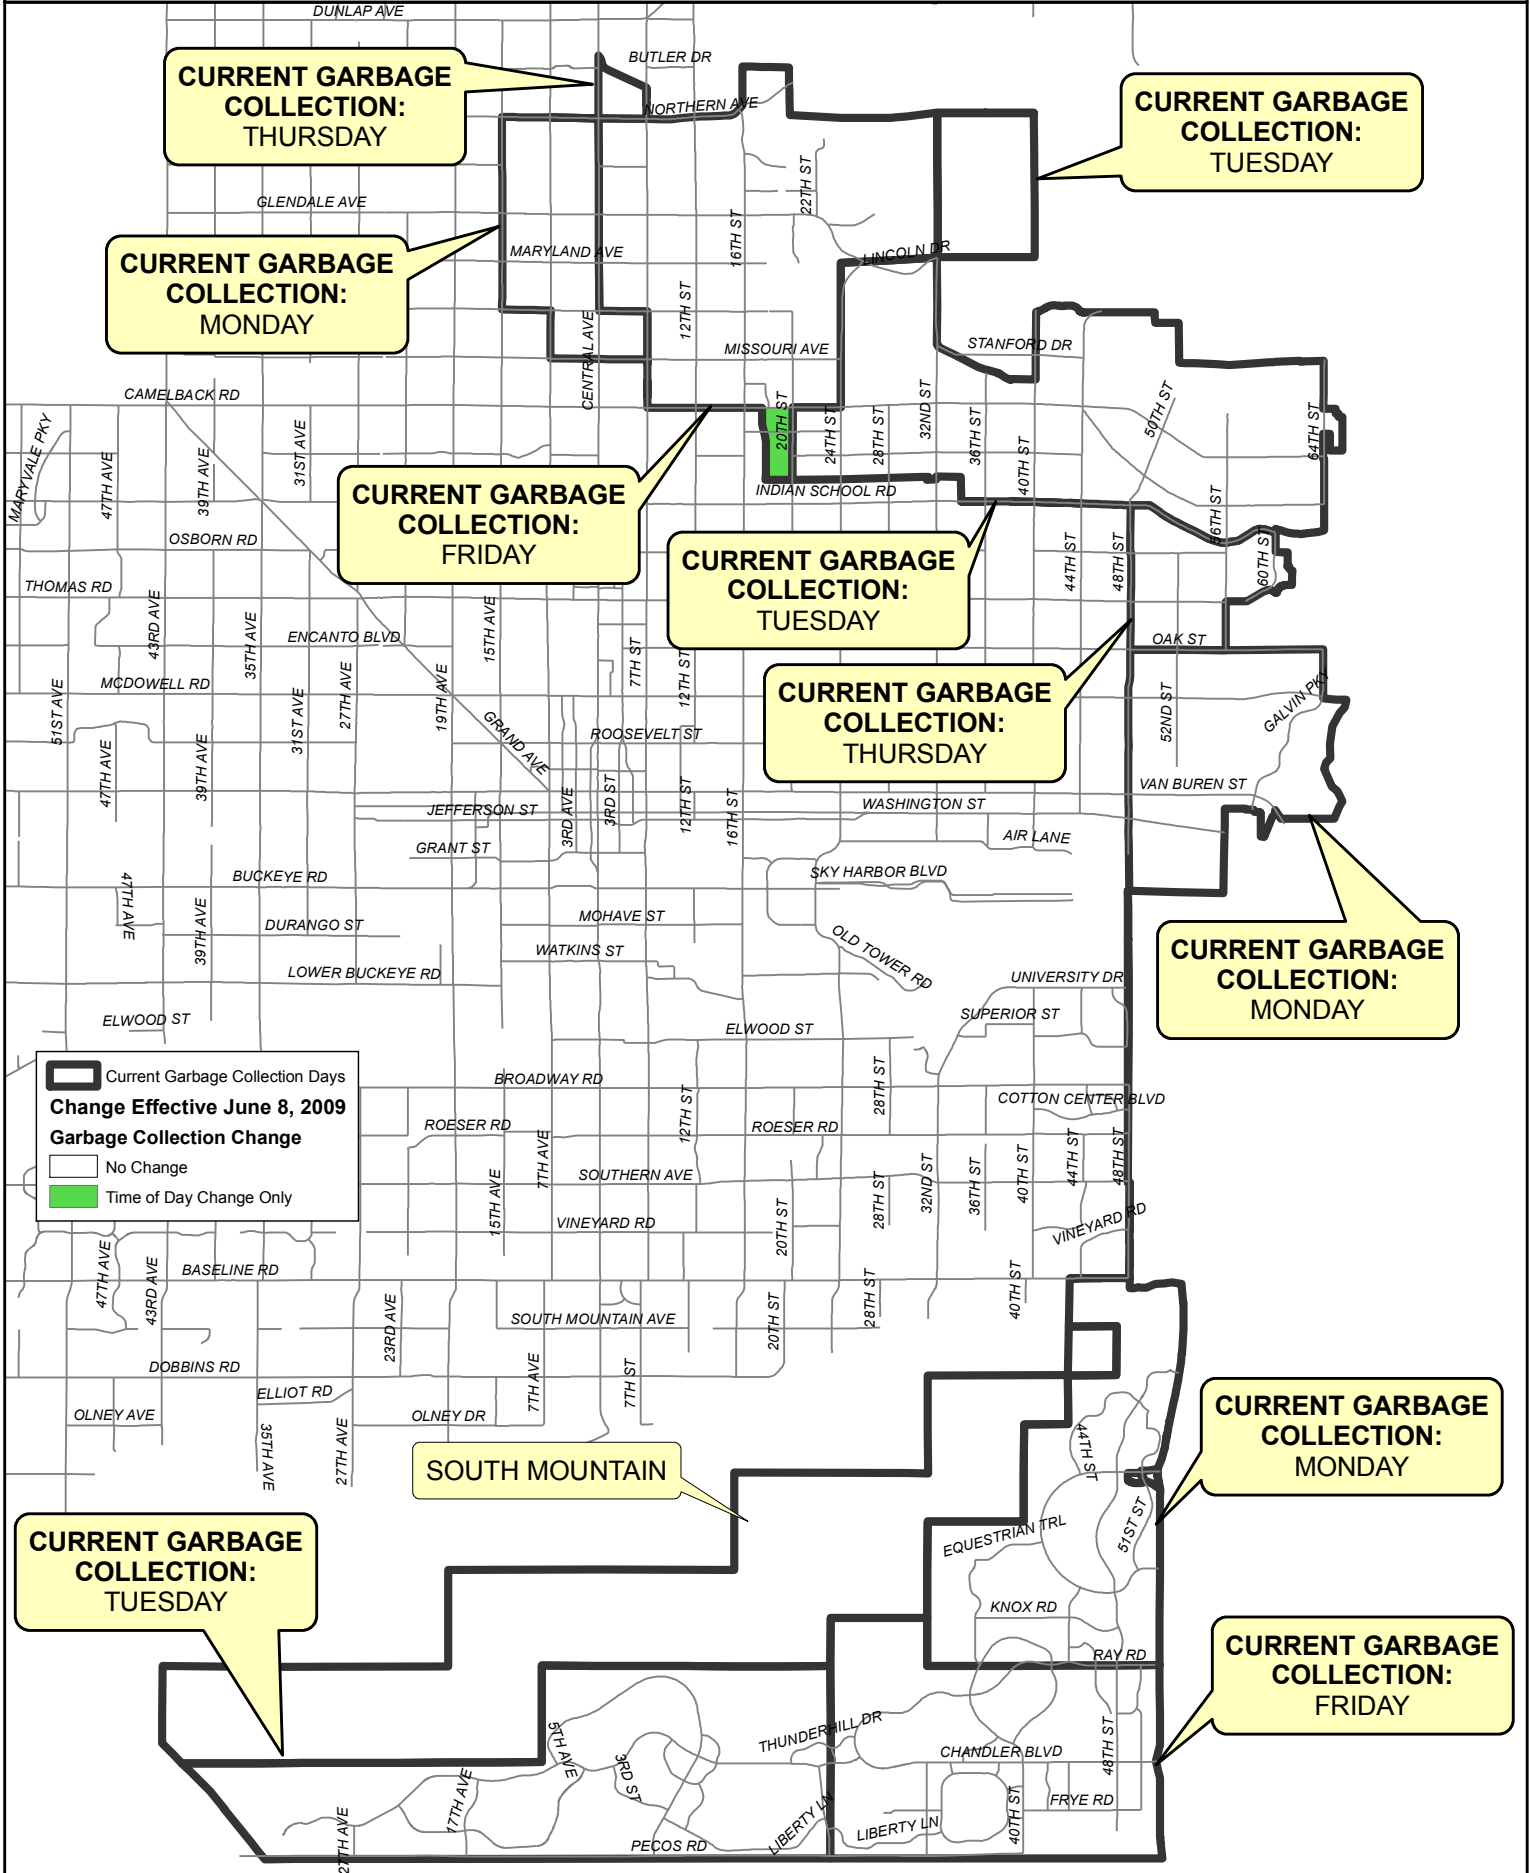 DUNLAP AVE
BUTLER DR
CURRENT GARBAGE
COLLECTION:
THURSDAY
NORTHERN AVE
CURRENT GARBAGE
COLLECTION:
TUESDAY
22TH ST
GLENDALE AVE
16TH ST
MARYLAND AVE
LINCOLN DR
CURRENT GARBAGE
COLLECTION:
MONDAY
12TH ST
CENTRAL AVE
MISSOURI AVE
STANFORD DR
CAMELBACK RD
MARYVALE PKY
47TH AVE
39TH AVE
31ST AVE
20TH ST
24TH ST
28TH ST
32ND ST
36TH ST
40TH ST
50TH ST
64TH ST
CURRENT GARBAGE
COLLECTION:
FRIDAY
INDIAN SCHOOL RD
56TH ST
OSBORN RD
CURRENT GARBAGE
COLLECTION:
TUESDAY
44TH ST
48TH ST
60TH ST
THOMAS RD
43RD AVE
35TH AVE
ENCANTO BLVD
15TH AVE
7TH ST
12TH ST
OAK ST
MCDOWELL RD
51ST AVE
31ST AVE
27TH AVE
19TH AVE
GRAND AVE
CURRENT GARBAGE
COLLECTION:
THURSDAY
52ND ST
GALVIN PKY
ROOSEVELT ST
47TH AVE
39TH AVE
VAN BUREN ST
JEFFERSON ST
3RD AVE
3RD ST
12TH ST
16TH ST
WASHINGTON ST
AIR LANE
GRANT ST
BUCKEYE RD
SKY HARBOR BLVD
47TH AVE
39TH AVE
DURANGO ST
MOHAVE ST
WATKINS ST
OLD TOWER RD
CURRENT GARBAGE
COLLECTION:
MONDAY
LOWER BUCKEYE RD
UNIVERSITY DR
ELWOOD ST
ELWOOD ST
SUPERIOR ST
Current Garbage Collection Days
Change Effective June 8, 2009
Garbage Collection Change
No Change
Time of Day Change Only
BROADWAY RD
12TH ST
28TH ST
COTTON CENTER BLVD
ROESER RD
ROESER RD
7TH AVE
15TH AVE
SOUTHERN AVE
28TH ST
32ND ST
36TH ST
40TH ST
44TH ST
48TH ST
VINEYARD RD
20TH ST
VINEYARD RD
47TH AVE
43RD AVE
BASELINE RD
28TH ST
40TH ST
23RD AVE
SOUTH MOUNTAIN AVE
20TH ST
DOBBINS RD
ELLIOT RD
7TH AVE
7TH ST
OLNEY AVE
35TH AVE
27TH AVE
OLNEY DR
SOUTH MOUNTAIN
44TH ST
CURRENT GARBAGE
COLLECTION:
MONDAY
CURRENT GARBAGE
COLLECTION:
TUESDAY
EQUESTRIAN TRL
51ST ST
KNOX RD
RAY RD
CURRENT GARBAGE
COLLECTION:
FRIDAY
5TH AVE
3RD ST
THUNDERHILL DR
CHANDLER BLVD
48TH ST
17TH AVE
27TH AVE
PECOS RD
LIBERTY LN
LIBERTY LN
40TH ST
FRYE RD